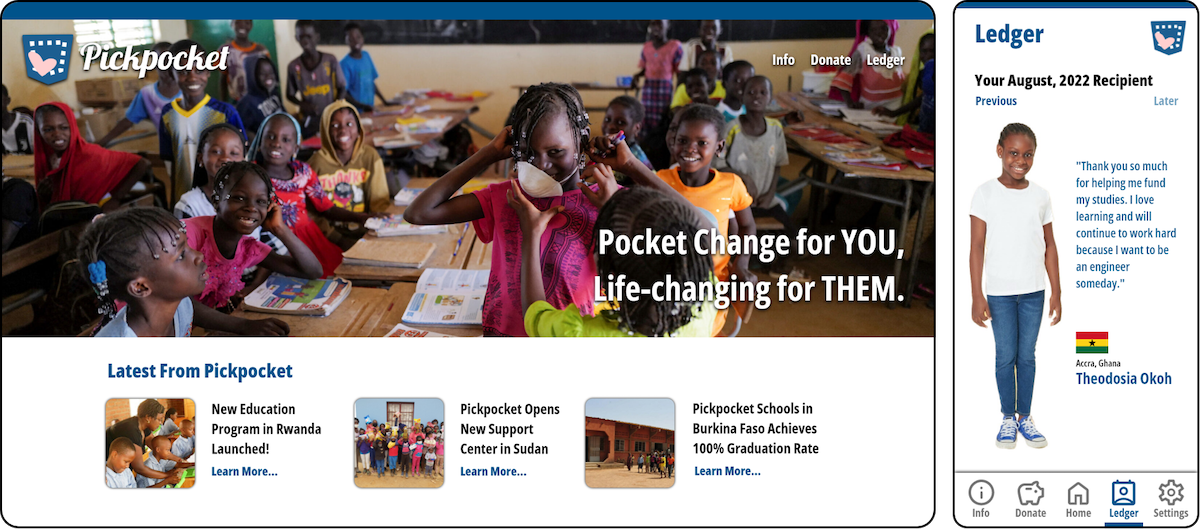 Pickpocket
Info Donate Ledger
Pocket Change for YOU,
Life-changing for THEM.
Latest From Pickpocket
New Education
Program in Rwanda
Launched!
Learn More...
Pickpocket Opens
New Support
Center in Sudan
Learn More...
Pickpocket Schools in
Burkina Faso Achieves
100% Graduation Rate
Learn More...
Ledger
Your August, 2022 Recipient
Previous Later
"Thank you so much
for helping me fund
my studies. I love
learning and will
continue to work hard
because I want to be
an engineer
someday."
Accra, Ghana
Theodosia Okoh
Info Donate Home Ledger Settings